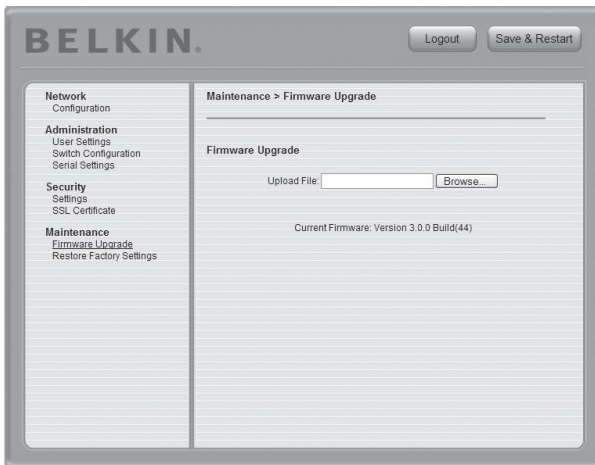 BELKIN®
Logout
Save & Restart
Network
Configuration
Administration
User Settings
Switch Configuration
Serial Settings
Security
Settings
SSL Certificate
Maintenance
Firmware Upgrade
Restore Factory Settings
Maintenance > Firmware Upgrade
Firmware Upgrade
Upload File:
Browse...
Current Firmware: Version 3.0.0 Build(44)